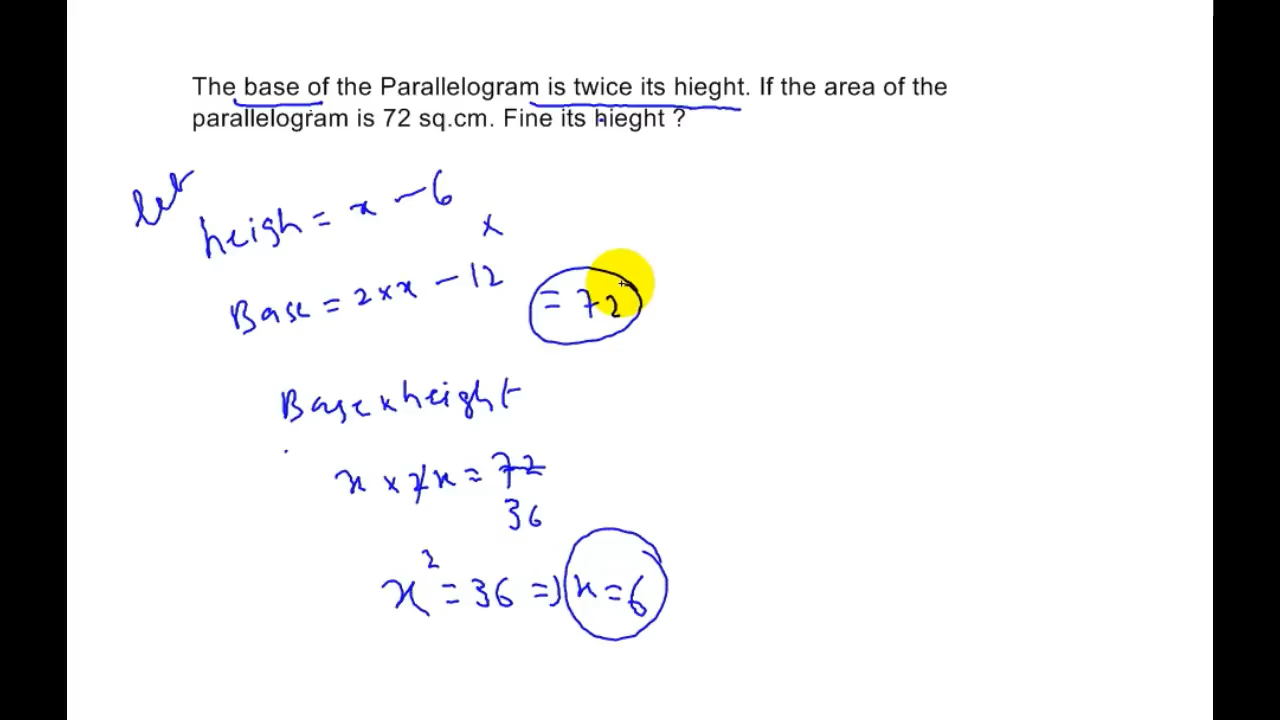 The base of the Parallelogram is twice its hieght. If the area of the
parallelogram is 72 sq.cm. Fine its hieght ?
let
heigh = x – 6
×
Base = 2 × x – 12
= 72
Base × height
x × 2x = 72
36
x² = 36 => x = 6